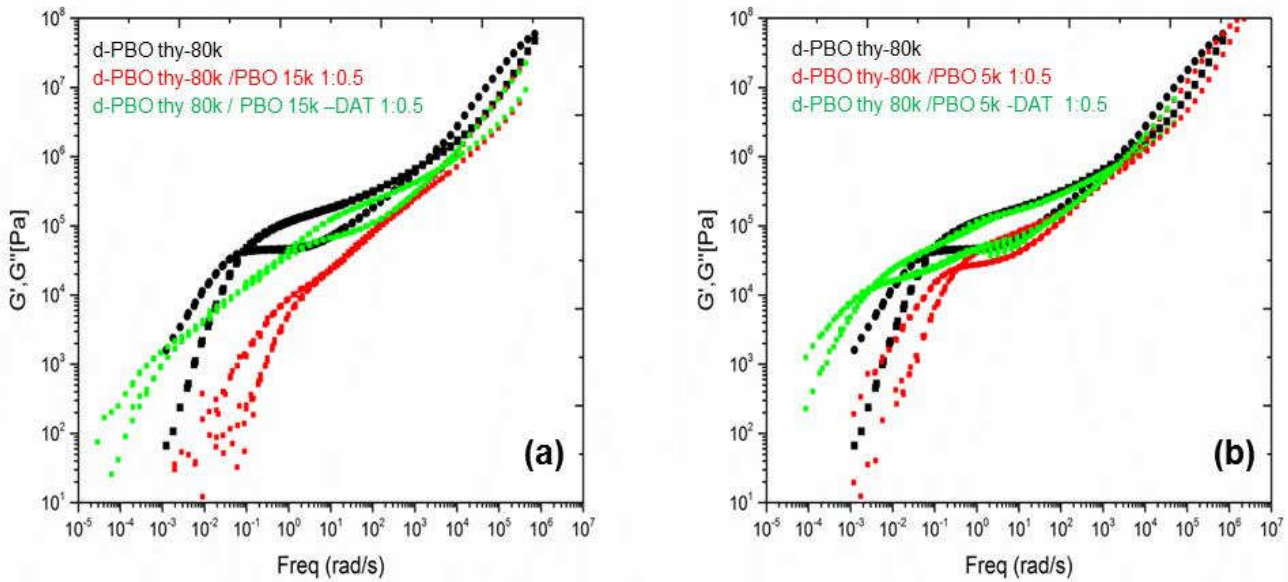 10⁸
10⁷
10⁶
10⁵
10⁴
10³
10²
10¹
G',G''[Pa]
d-PBO thy-80k
d-PBO thy-80k /PBO 15k 1:0.5
d-PBO thy 80k / PBO 15k –DAT 1:0.5
(a)
10⁻⁵ 10⁻⁴ 10⁻³ 10⁻² 10⁻¹ 10⁰ 10¹ 10² 10³ 10⁴ 10⁵ 10⁶ 10⁷
Freq (rad/s)
10⁸
10⁷
10⁶
10⁵
10⁴
10³
10²
10¹
G',G''[Pa]
d-PBO thy-80k
d-PBO thy-80k /PBO 5k 1:0.5
d-PBO thy 80k /PBO 5k -DAT 1:0.5
(b)
10⁻⁵ 10⁻⁴ 10⁻³ 10⁻² 10⁻¹ 10⁰ 10¹ 10² 10³ 10⁴ 10⁵ 10⁶ 10⁷
Freq (rad/s)